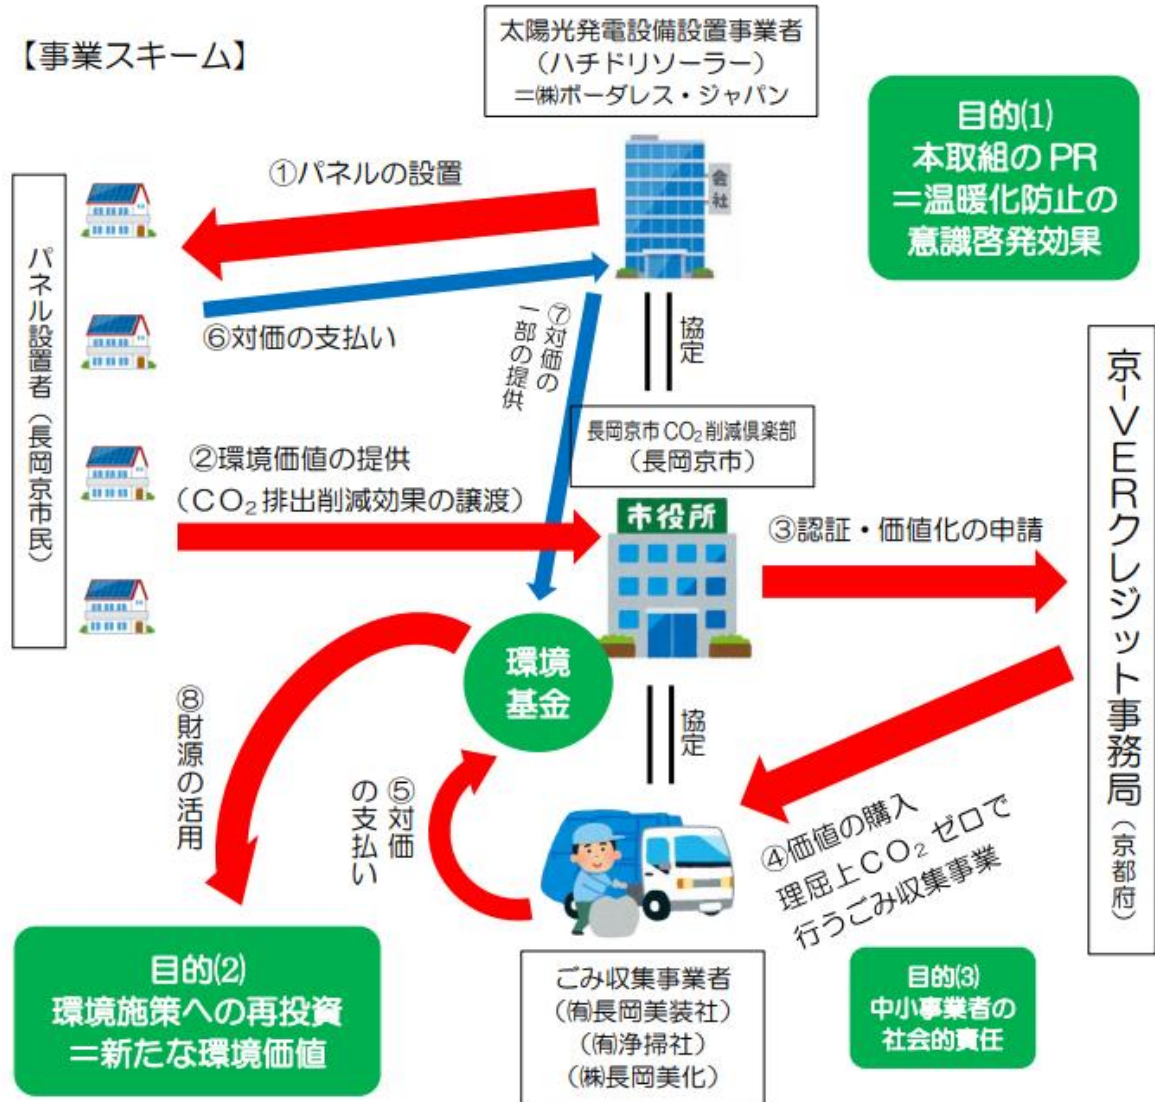 【事業スキーム】
太陽光発電設備設置事業者
（ハチドリソーラー）
＝㈱ボーダレス・ジャパン
目的⑴
本取組のPR
＝温暖化防止の
意識啓発効果
会社
①パネルの設置
パネル設置者（長岡京市民）
⑥対価の支払い
⑦対価の
一部の提供
協定
長岡京市CO₂削減倶楽部
（長岡京市）
②環境価値の提供
（CO₂排出削減効果の譲渡）
市役所
③認証・価値化の申請
京-VERクレジット事務局（京都府）
環境
基金
協定
⑧財源の活用
⑤対価
の支払い
④価値の購入
理屈上CO₂ゼロで
行うごみ収集事業
目的⑵
環境施策への再投資
＝新たな環境価値
ごみ収集事業者
（㈲長岡美装社）
（㈲浄掃社）
（㈱長岡美化）
目的⑶
中小事業者の
社会的責任